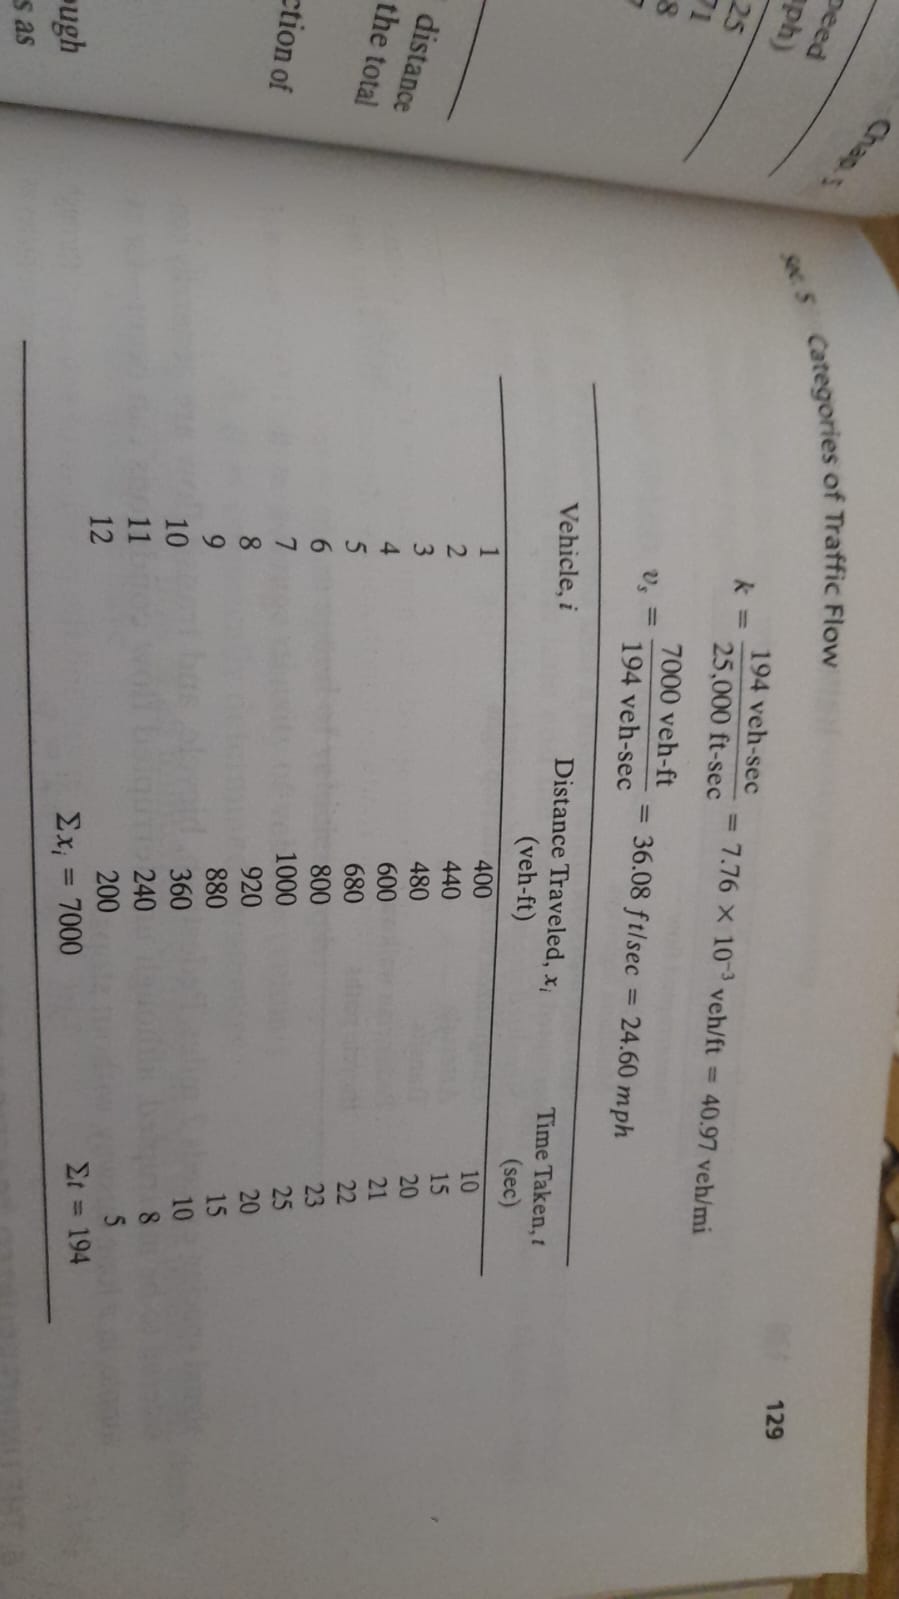 Chap. 5
peed
mph)
25
71
8
distance
the total
ction of
ough
s as
sec. 5 Categories of Traffic Flow 129
k = 194 veh-sec / 25,000 ft-sec = 7.76 × 10⁻³ veh/ft = 40.97 veh/mi
vₛ = 7000 veh-ft / 194 veh-sec = 36.08 ft/sec = 24.60 mph
Vehicle, i Distance Traveled, xᵢ (veh-ft) Time Taken, t (sec)
1 400 10
2 440 15
3 480 20
4 600 21
5 680 22
6 800 23
7 1000 25
8 920 20
9 880 15
10 360 10
11 240 8
12 200 5
Σxᵢ = 7000 Σt = 194